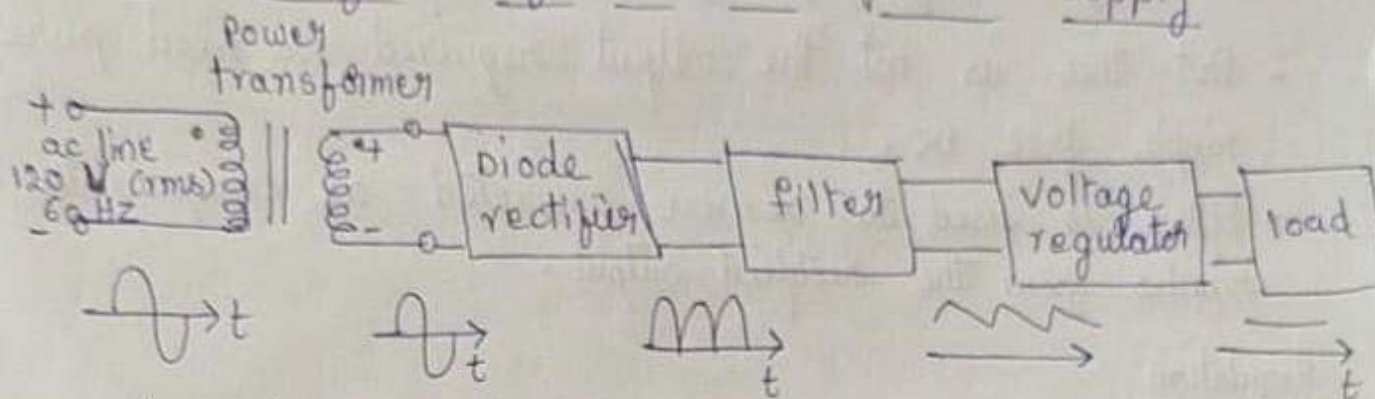 Power
transformer
+
ac line
120 V (rms)
60 Hz
-
+
-
Diode
rectifier
filter
voltage
regulator
load
t
t
t
t